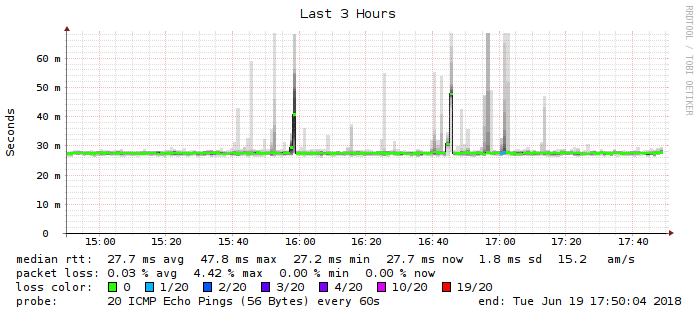 Last 3 Hours
RRDTOOL / TOBI OETIKER
Seconds
60 m
50 m
40 m
30 m
20 m
10 m
0
15:00 15:20 15:40 16:00 16:20 16:40 17:00 17:20 17:40
median rtt: 27.7 ms avg 47.8 ms max 27.2 ms min 27.7 ms now 1.8 ms sd 15.2 am/s
packet loss: 0.03 % avg 4.42 % max 0.00 % min 0.00 % now
loss color: 0 1/20 2/20 3/20 4/20 10/20 19/20
probe: 20 ICMP Echo Pings (56 Bytes) every 60s end: Tue Jun 19 17:50:04 2018